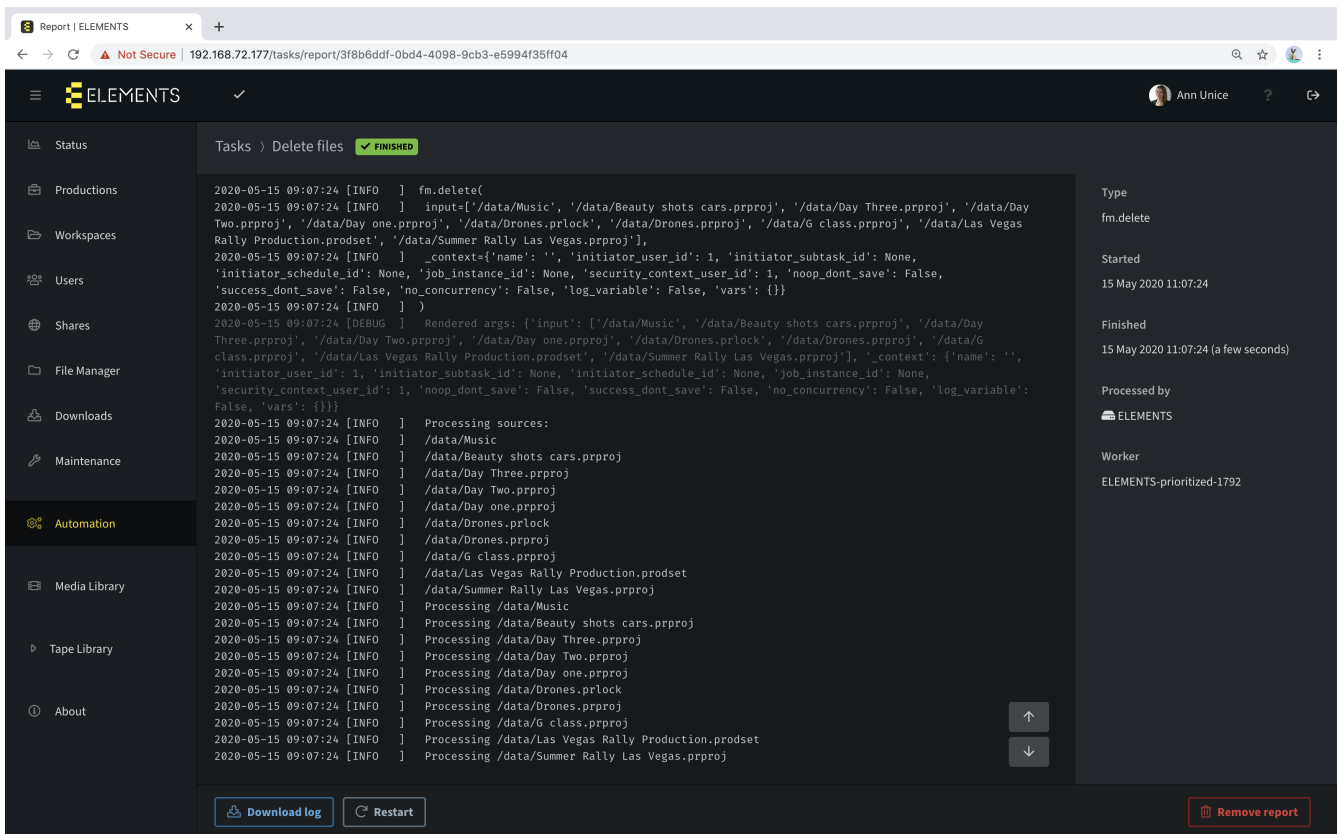 Report | ELEMENTS
Not Secure | 192.168.72.177/tasks/report/3f8b6ddf-0bd4-4098-9cb3-e5994f35ff04
ELEMENTS
Ann Unice
Status
Productions
Workspaces
Users
Shares
File Manager
Downloads
Maintenance
Automation
Media Library
Tape Library
About
Tasks 〉 Delete files FINISHED
2020-05-15 09:07:24 [INFO   ]  fm.delete(
2020-05-15 09:07:24 [INFO   ]   input=['/data/Music', '/data/Beauty shots cars.prproj', '/data/Day Three.prproj', '/data/Day
Two.prproj', '/data/Day one.prproj', '/data/Drones.prlock', '/data/Drones.prproj', '/data/G class.prproj', '/data/Las Vegas
Rally Production.prodset', '/data/Summer Rally Las Vegas.prproj'],
2020-05-15 09:07:24 [INFO   ]   _context={'name': '', 'initiator_user_id': 1, 'initiator_subtask_id': None,
'initiator_schedule_id': None, 'job_instance_id': None, 'security_context_user_id': 1, 'noop_dont_save': False,
'success_dont_save': False, 'no_concurrency': False, 'log_variable': False, 'vars': {}}
2020-05-15 09:07:24 [INFO   ]  )
2020-05-15 09:07:24 [DEBUG  ]   Rendered args: {'input': ['/data/Music', '/data/Beauty shots cars.prproj', '/data/Day
Three.prproj', '/data/Day Two.prproj', '/data/Day one.prproj', '/data/Drones.prlock', '/data/Drones.prproj', '/data/G
class.prproj', '/data/Las Vegas Rally Production.prodset', '/data/Summer Rally Las Vegas.prproj'], '_context': {'name': '',
'initiator_user_id': 1, 'initiator_subtask_id': None, 'initiator_schedule_id': None, 'job_instance_id': None,
'security_context_user_id': 1, 'noop_dont_save': False, 'success_dont_save': False, 'no_concurrency': False, 'log_variable':
False, 'vars': {}}}
2020-05-15 09:07:24 [INFO   ]   Processing sources:
2020-05-15 09:07:24 [INFO   ]   /data/Music
2020-05-15 09:07:24 [INFO   ]   /data/Beauty shots cars.prproj
2020-05-15 09:07:24 [INFO   ]   /data/Day Three.prproj
2020-05-15 09:07:24 [INFO   ]   /data/Day Two.prproj
2020-05-15 09:07:24 [INFO   ]   /data/Day one.prproj
2020-05-15 09:07:24 [INFO   ]   /data/Drones.prlock
2020-05-15 09:07:24 [INFO   ]   /data/Drones.prproj
2020-05-15 09:07:24 [INFO   ]   /data/G class.prproj
2020-05-15 09:07:24 [INFO   ]   /data/Las Vegas Rally Production.prodset
2020-05-15 09:07:24 [INFO   ]   /data/Summer Rally Las Vegas.prproj
2020-05-15 09:07:24 [INFO   ]   Processing /data/Music
2020-05-15 09:07:24 [INFO   ]   Processing /data/Beauty shots cars.prproj
2020-05-15 09:07:24 [INFO   ]   Processing /data/Day Three.prproj
2020-05-15 09:07:24 [INFO   ]   Processing /data/Day Two.prproj
2020-05-15 09:07:24 [INFO   ]   Processing /data/Day one.prproj
2020-05-15 09:07:24 [INFO   ]   Processing /data/Drones.prlock
2020-05-15 09:07:24 [INFO   ]   Processing /data/Drones.prproj
2020-05-15 09:07:24 [INFO   ]   Processing /data/G class.prproj
2020-05-15 09:07:24 [INFO   ]   Processing /data/Las Vegas Rally Production.prodset
2020-05-15 09:07:24 [INFO   ]   Processing /data/Summer Rally Las Vegas.prproj
Type
fm.delete
Started
15 May 2020 11:07:24
Finished
15 May 2020 11:07:24 (a few seconds)
Processed by
ELEMENTS
Worker
ELEMENTS-prioritized-1792
Download log
Restart
Remove report